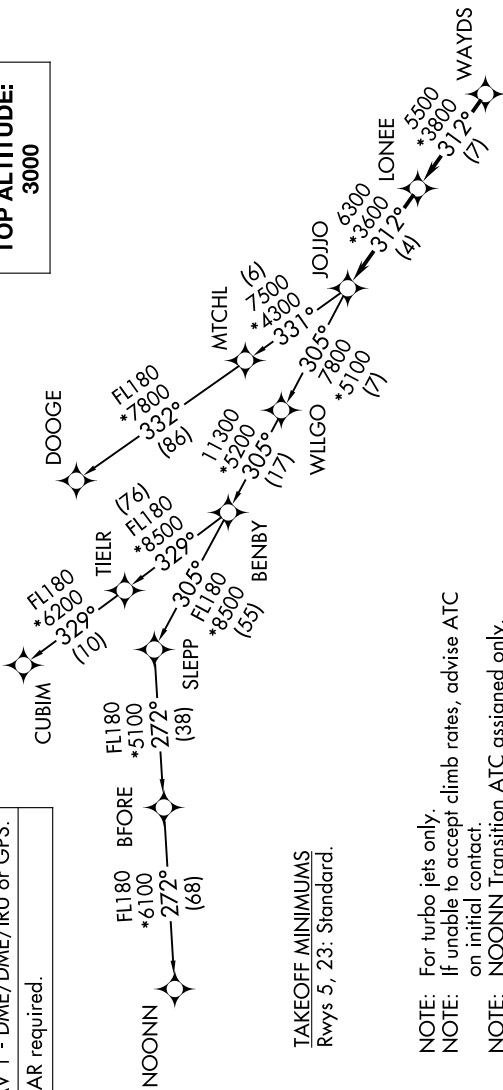 1 - DME/DME/IRU or GPS.
AR required.
TOP ALTITUDE:
3000
CUBIM
FL180
*6200
329°
(10)
TIELR
(76)
FL180
*8500
329°
DOOGE
FL180
*7800
332°
(86)
MTCHL
(6)
7500
*4300
331°
JOJJO
6300
*3600
312°
(4)
LONEE
5500
*3800
312°
(7)
WAYDS
NOONN
FL180
*6100
272°
(68)
BFORE
FL180
*5100
272°
(38)
SLEPP
305°
FL180
*8500
(55)
BENBY
11300
*5200
305°
(17)
WLLGO
305°
7800
*5100
(7)
TAKEOFF MINIMUMS
Rwys 5, 23: Standard.
NOTE: For turbo jets only.
NOTE: If unable to accept climb rates, advise ATC
on initial contact.
NOTE: NOONN Transition ATC assigned only.